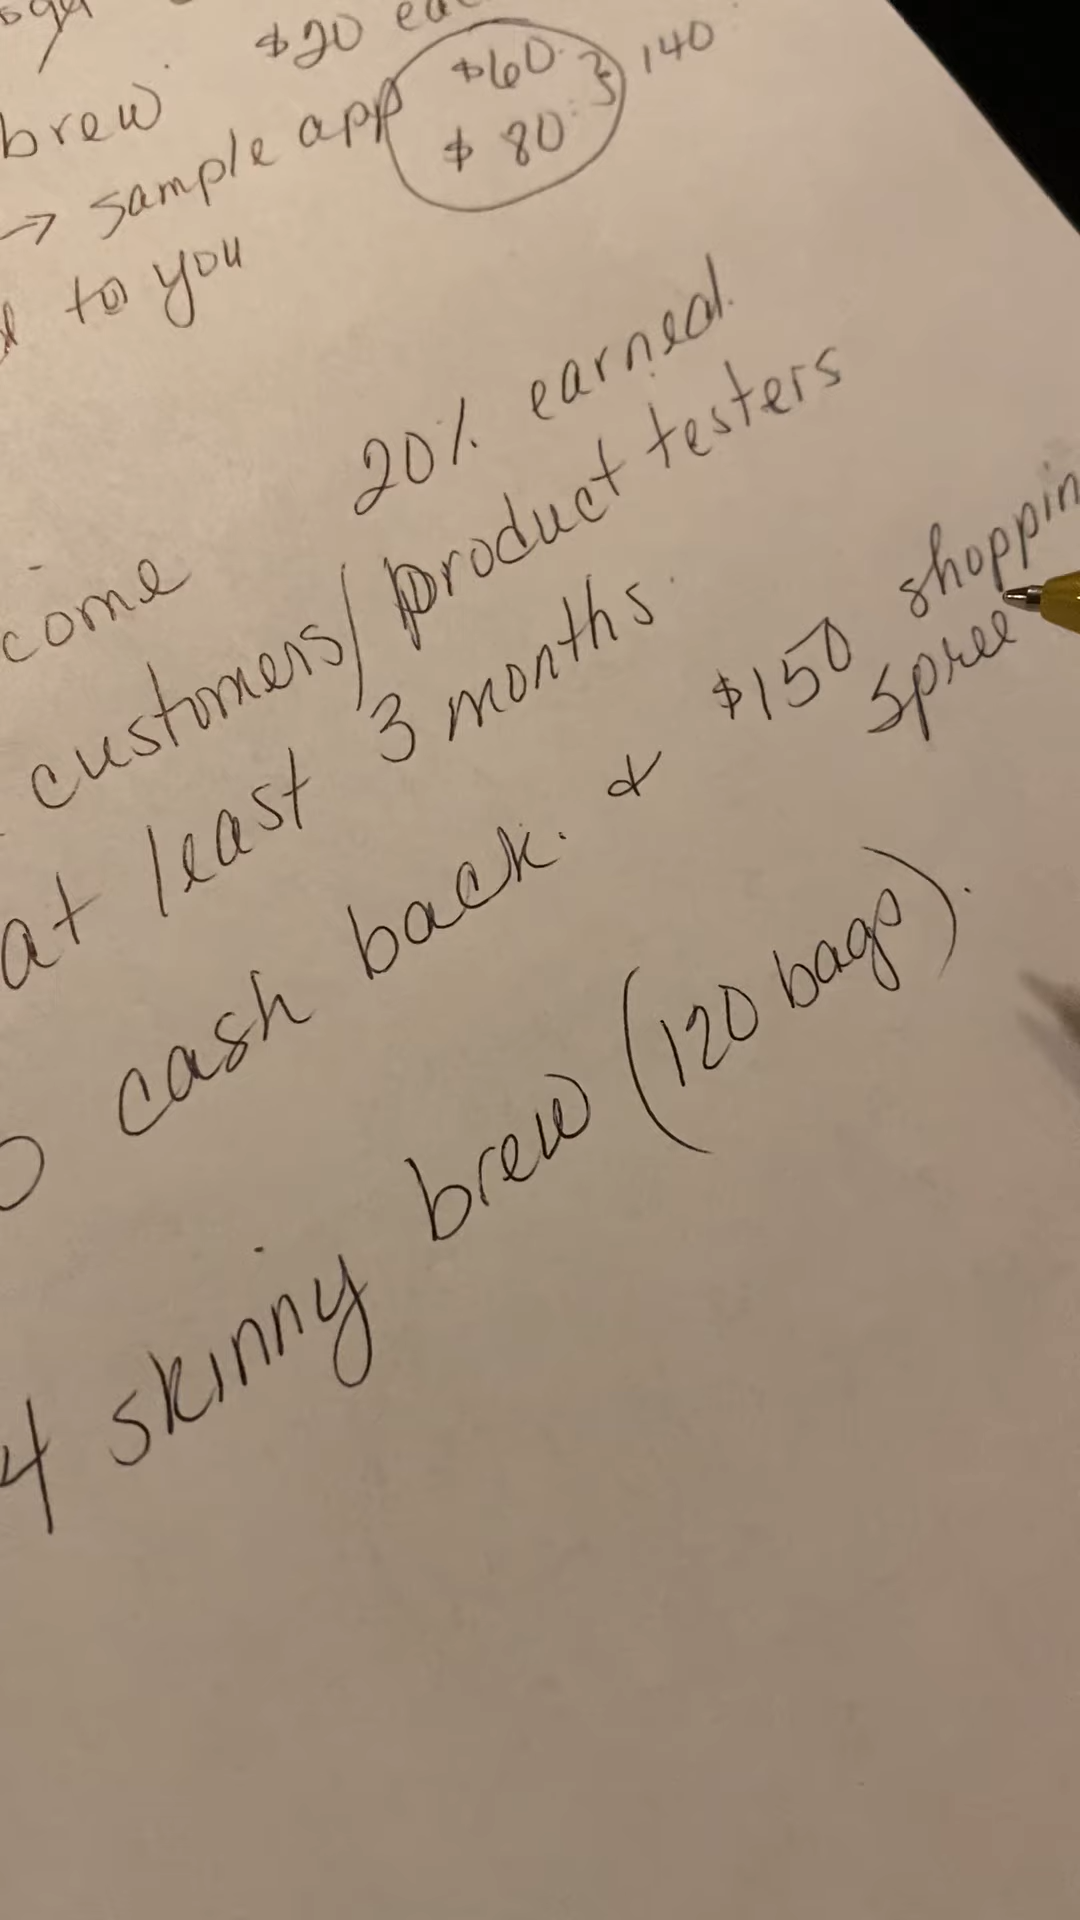 $20
brew $60 } 140
→ sample app $80
to you
20% earned.
come
customers/product testers
at least 3 months.
cash back. & $150 shopping
spree
4 skinny brew (120 bags).